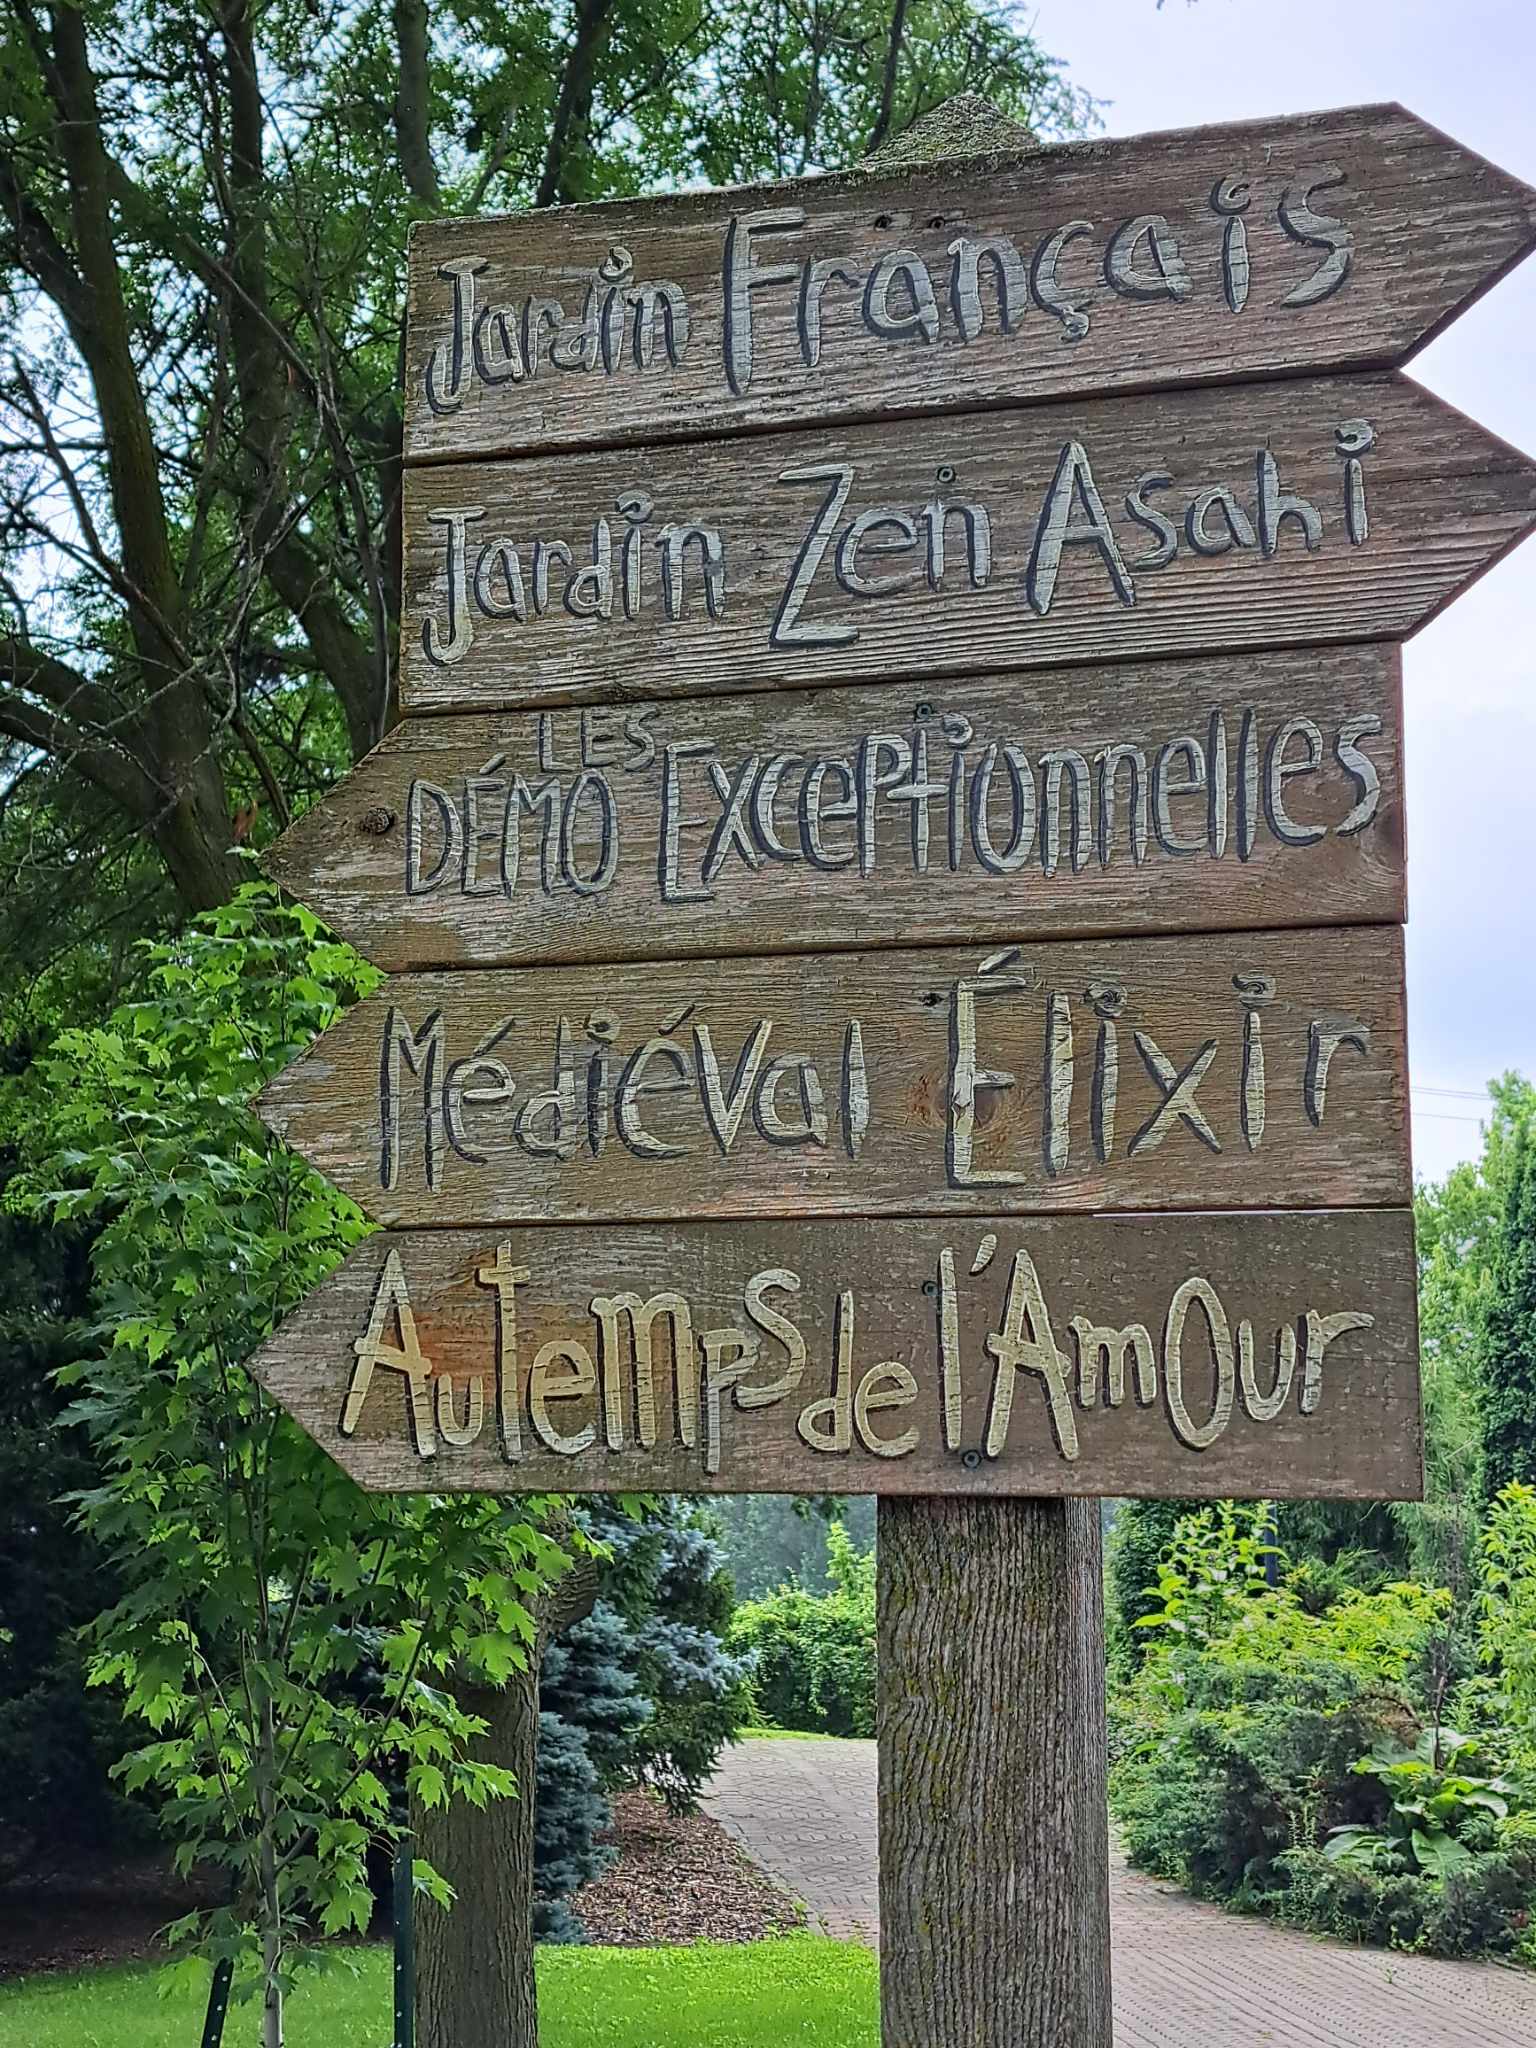 Jardin Français
Jardin Zen Asahi
LES
DÉMO Exceptionnelles
Médiéval Élixir
Au temps de l'Amour